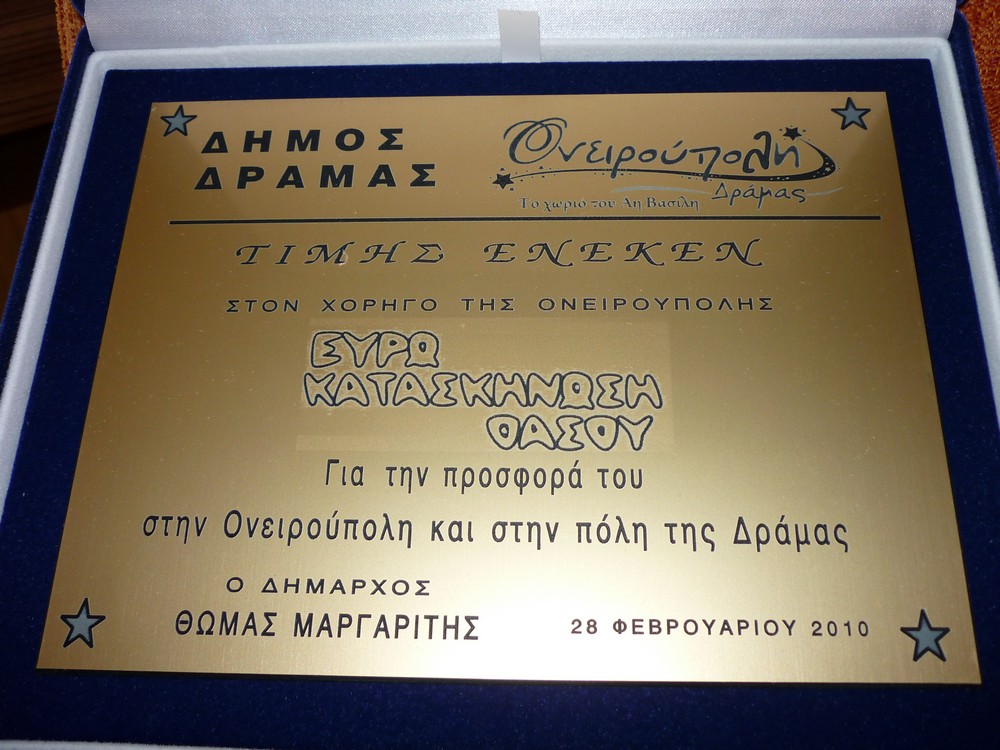 ΔΗΜΟΣ
ΔΡΑΜΑΣ
Ονειρούπολη
Δράμας
Το χωριό του Αη Βασίλη
ΤΙΜΗΣ ΕΝΕΚΕΝ
ΣΤΟΝ ΧΟΡΗΓΟ ΤΗΣ ΟΝΕΙΡΟΥΠΟΛΗΣ
ΕΥΡΩ
ΚΑΤΑΣΚΗΝΩΣΗ
ΘΑΣΟΥ
Για την προσφορά του
στην Ονειρούπολη και στην πόλη της Δράμας
Ο ΔΗΜΑΡΧΟΣ
ΘΩΜΑΣ ΜΑΡΓΑΡΙΤΗΣ
28 ΦΕΒΡΟΥΑΡΙΟΥ 2010